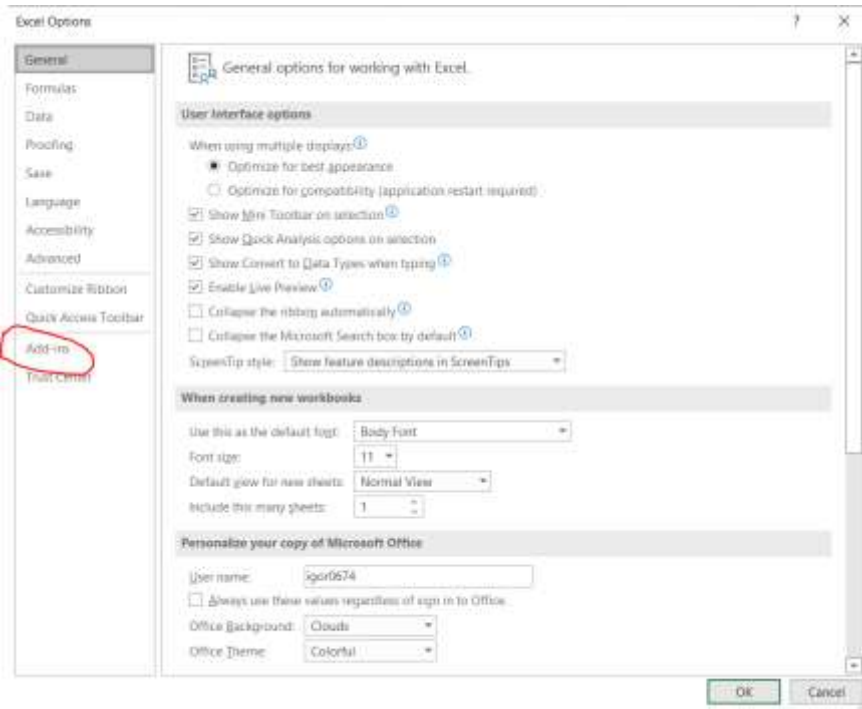 Excel Options
? ×
General
Formulas
Data
Proofing
Save
Language
Accessibility
Advanced
Customize Ribbon
Quick Access Toolbar
Add-ins
Trust Center
General options for working with Excel.
User Interface options
When using multiple displays:
Optimize for best appearance
Optimize for compatibility (application restart required)
Show Mini Toolbar on selection
Show Quick Analysis options on selection
Show Convert to Data Types when typing
Enable Live Preview
Collapse the ribbon automatically
Collapse the Microsoft Search box by default
ScreenTip style: Show feature descriptions in ScreenTips
When creating new workbooks
Use this as the default font: Body Font
Font size: 11
Default view for new sheets: Normal View
Include this many sheets: 1
Personalize your copy of Microsoft Office
User name: igor0674
Always use these values regardless of sign in to Office.
Office Background: Clouds
Office Theme: Colorful
OK Cancel